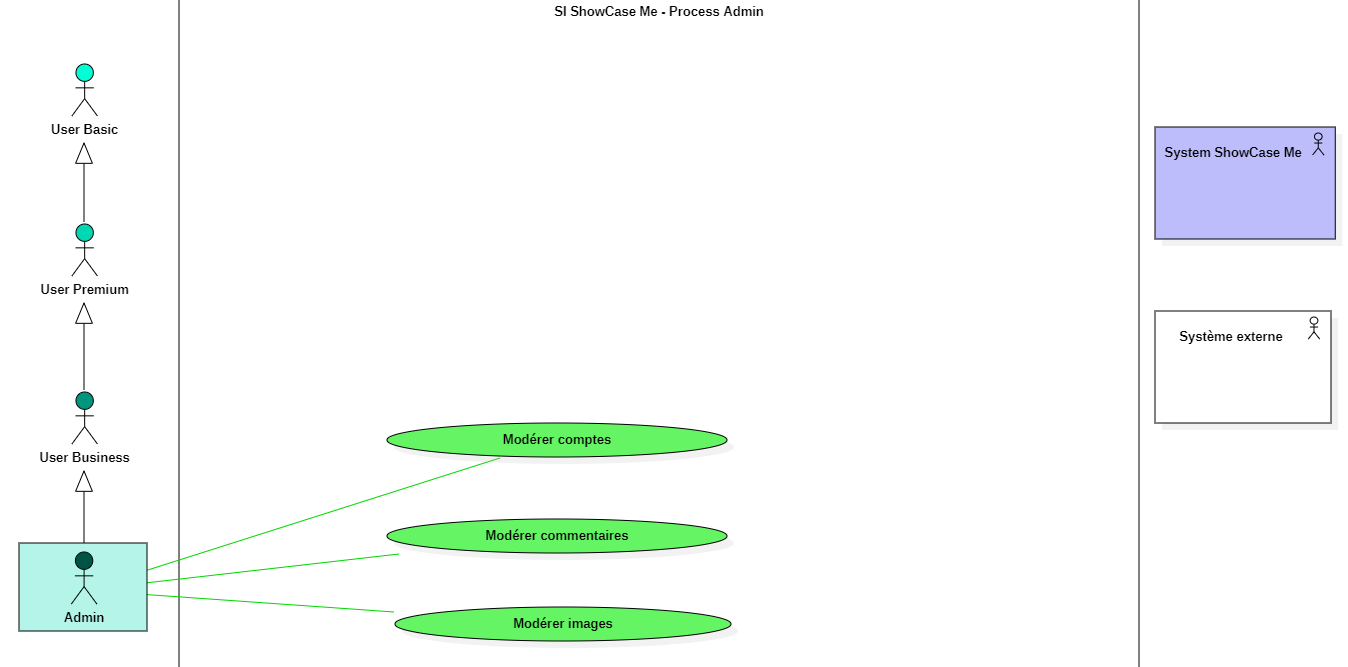 SI ShowCase Me - Process Admin
User Basic
System ShowCase Me
User Premium
Système externe
User Business
Modérer comptes
Modérer commentaires
Admin
Modérer images